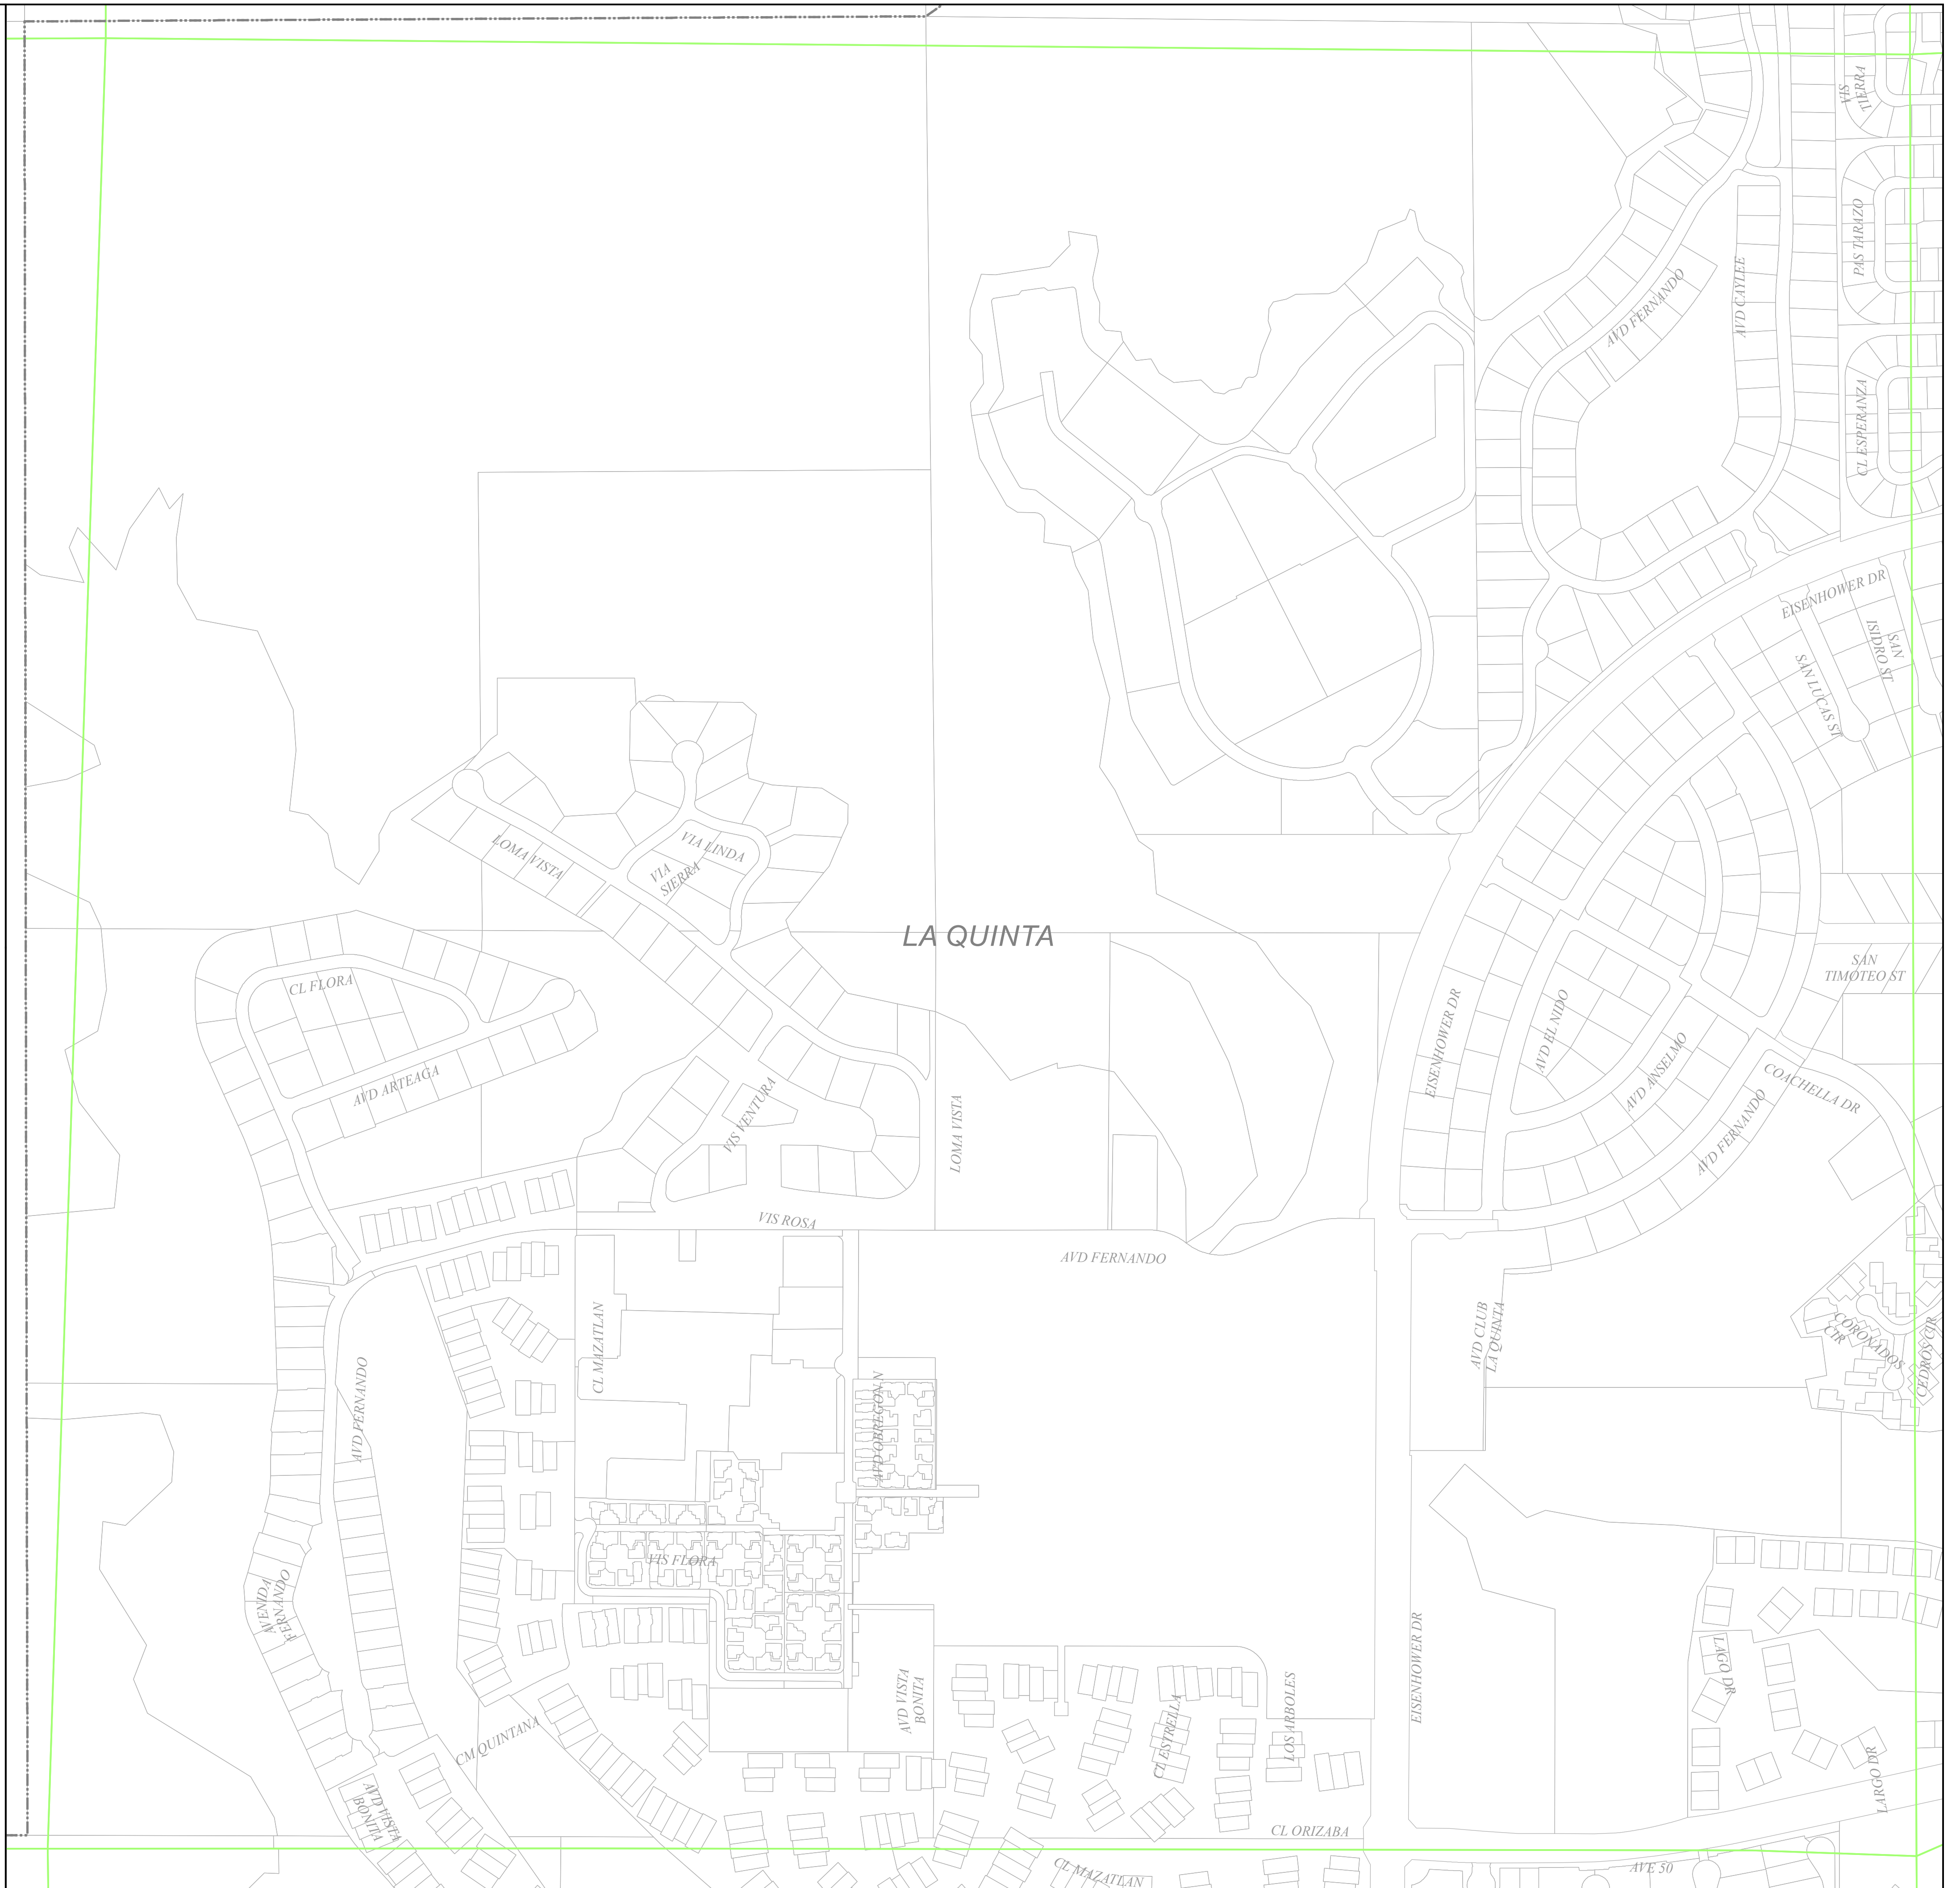 VIS
TIERRA
PAS TARAZO
AVD CAYLEE
AVD FERNANDO
CL ESPERANZA
EISENHOWER DR
SAN
ISIDRO ST
SAN LUCAS ST
LOMA VISTA
VIA LINDA
VIA
SIERRA
LA QUINTA
SAN
TIMOTEO ST
CL FLORA
EISENHOWER DR
AVD EL NIDO
AVD ANSELMO
AVD ARTEAGA
COACHELLA DR
VIS VENTURA
LOMA VISTA
AVD FERNANDO
VIS ROSA
AVD FERNANDO
CL MAZATLAN
AVD CLUB
LA QUINTA
CORONADOS
CIR
CEDROS CIR
AVD FERNANDO
AVD OBREGON N
VIS FLORA
AVENIDA
FERNANDO
EISENHOWER DR
LAGO DR
AVD VISTA
BONITA
CL ESTRELLA
LOS ARBOLES
CM QUINTANA
LARGO DR
AVD VISTA
BONITA
CL ORIZABA
CL MAZATLAN
AVE 50